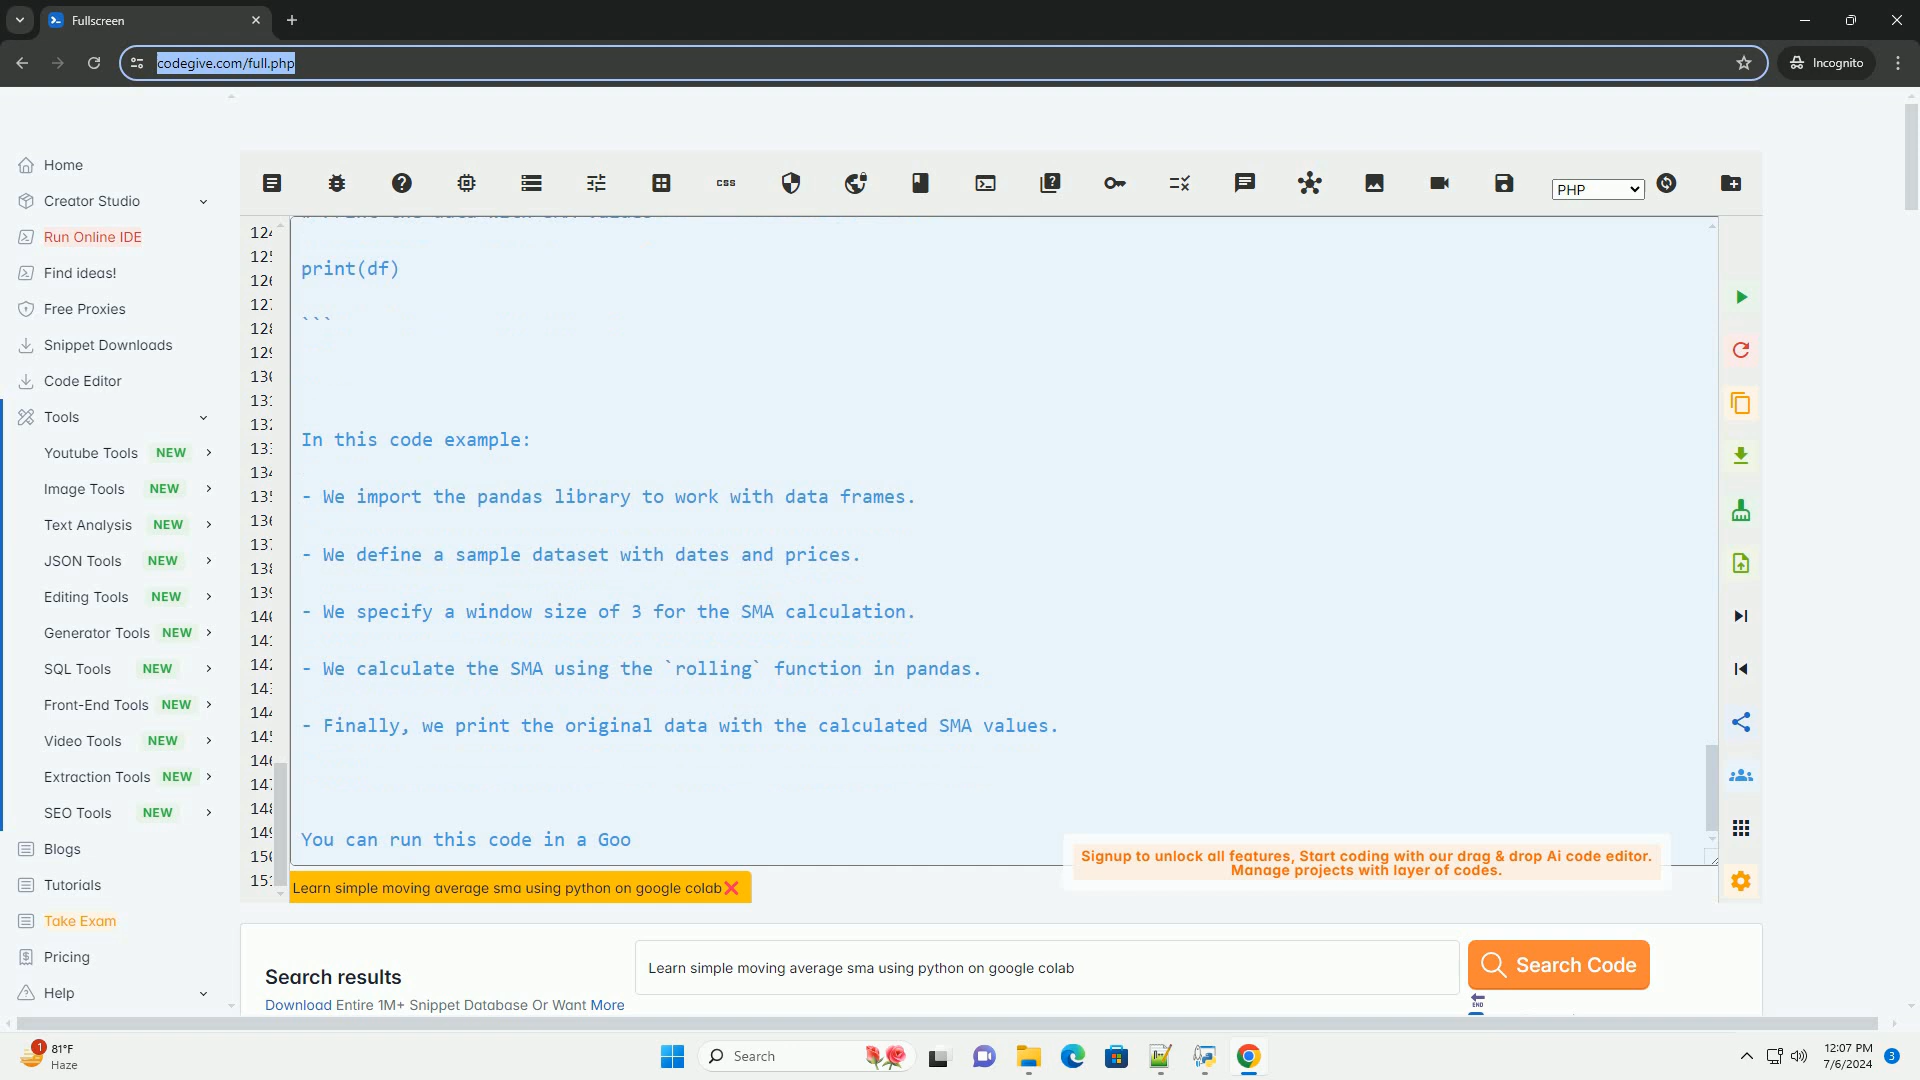 Fullscreen
codegive.com/full.php
Incognito
Home
Creator Studio
Run Online IDE
Find ideas!
Free Proxies
Snippet Downloads
Code Editor
Tools
Youtube Tools NEW
Image Tools NEW
Text Analysis NEW
JSON Tools NEW
Editing Tools NEW
Generator Tools NEW
SQL Tools NEW
Front-End Tools NEW
Video Tools NEW
Extraction Tools NEW
SEO Tools NEW
Blogs
Tutorials
Take Exam
Pricing
Help
CSS
PHP
print(df)
```
In this code example:
- We import the pandas library to work with data frames.
- We define a sample dataset with dates and prices.
- We specify a window size of 3 for the SMA calculation.
- We calculate the SMA using the `rolling` function in pandas.
- Finally, we print the original data with the calculated SMA values.
You can run this code in a Goo
Signup to unlock all features, Start coding with our drag & drop Ai code editor.
Manage projects with layer of codes.
Learn simple moving average sma using python on google colab
Search results
Download Entire 1M+ Snippet Database Or Want More
Learn simple moving average sma using python on google colab
Search Code
END
1
81°F
Haze
Search
12:07 PM
7/6/2024
3